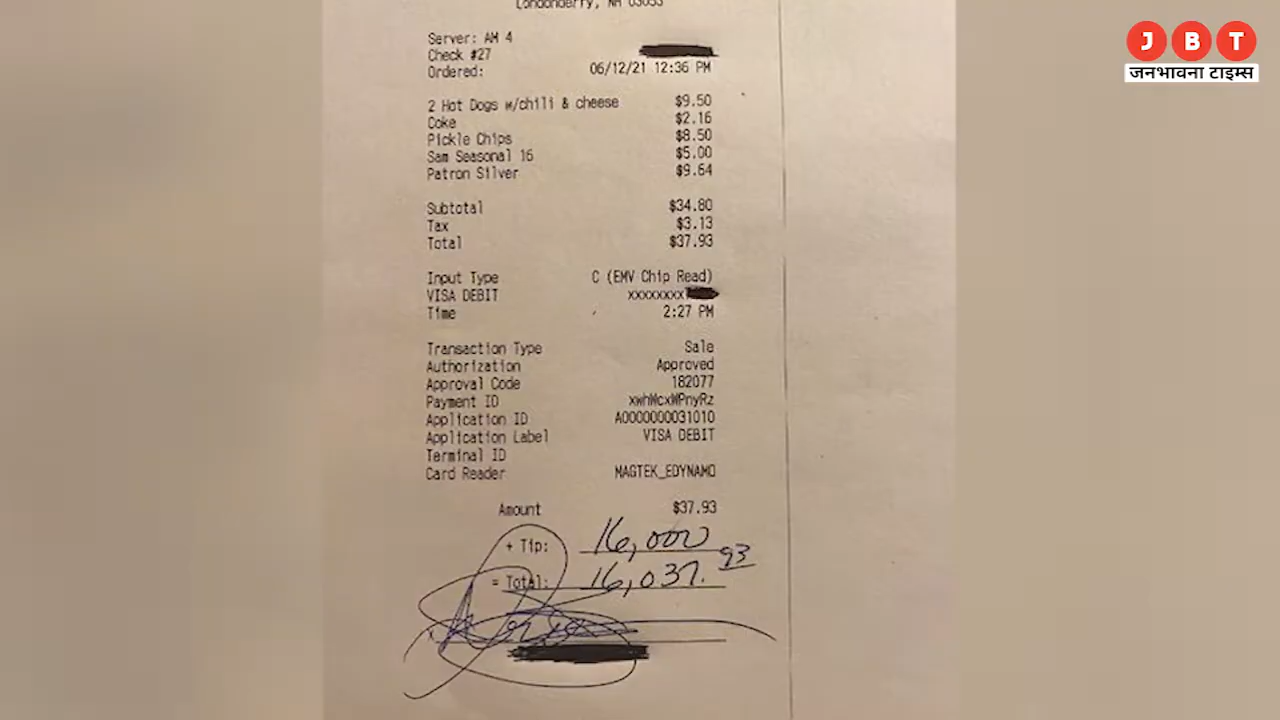 Londonderry, NH 03053
JBT
जनभावना टाइम्स
Server: AM 4
Check #27
Ordered: 06/12/21 12:36 PM
2 Hot Dogs w/chili & cheese $9.50
Coke $2.16
Pickle Chips $8.50
Sam Seasonal 16 $5.00
Patron Silver $9.64
Subtotal $34.80
Tax $3.13
Total $37.93
Input Type C (EMV Chip Read)
VISA DEBIT xxxxxxxx
Time 2:27 PM
Transaction Type Sale
Authorization Approved
Approval Code 182077
Payment ID xwhWcxWPnyRz
Application ID A0000000031010
Application Label VISA DEBIT
Terminal ID
Card Reader MAGTEK_EDYNAMO
Amount $37.93
+ Tip: 16,000
= Total: 16,037.93